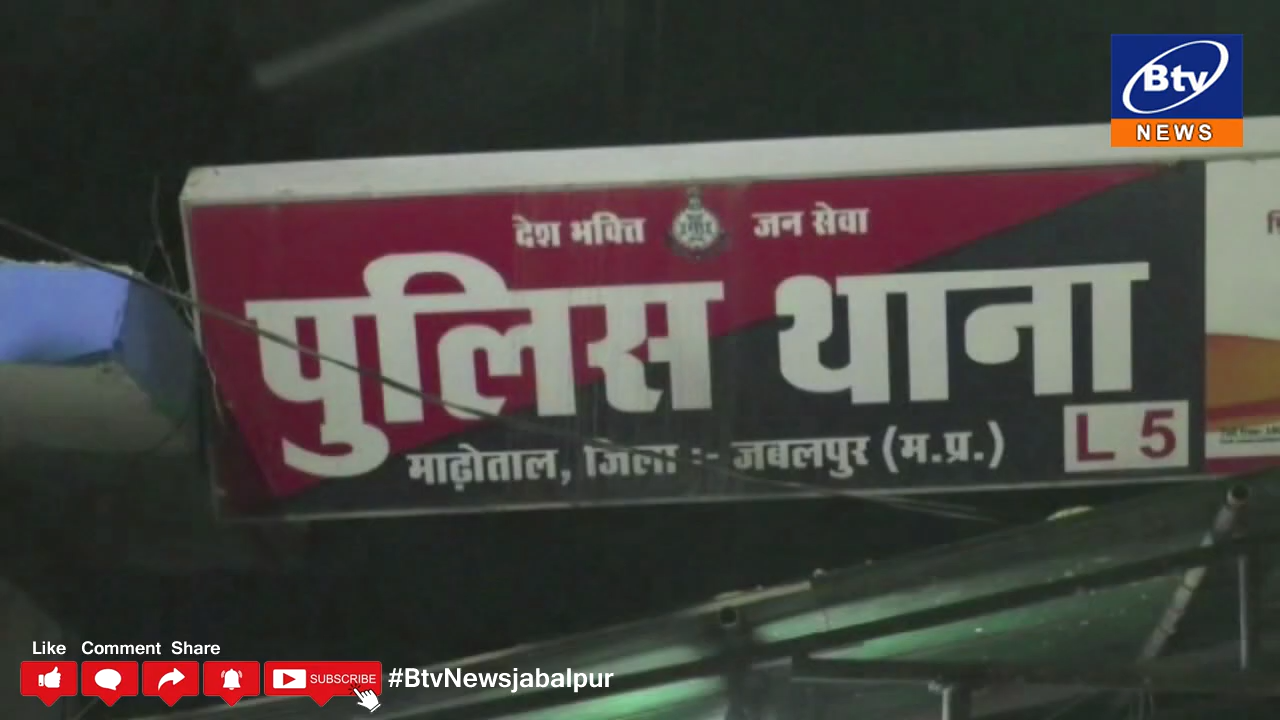 Btv
NEWS
देश भक्ति जन सेवा
पुलिस थाना
माढ़ोताल, जिला :- जबलपुर (म.प्र.)
L 5
Like Comment Share
SUBSCRIBE #BtvNewsjabalpur